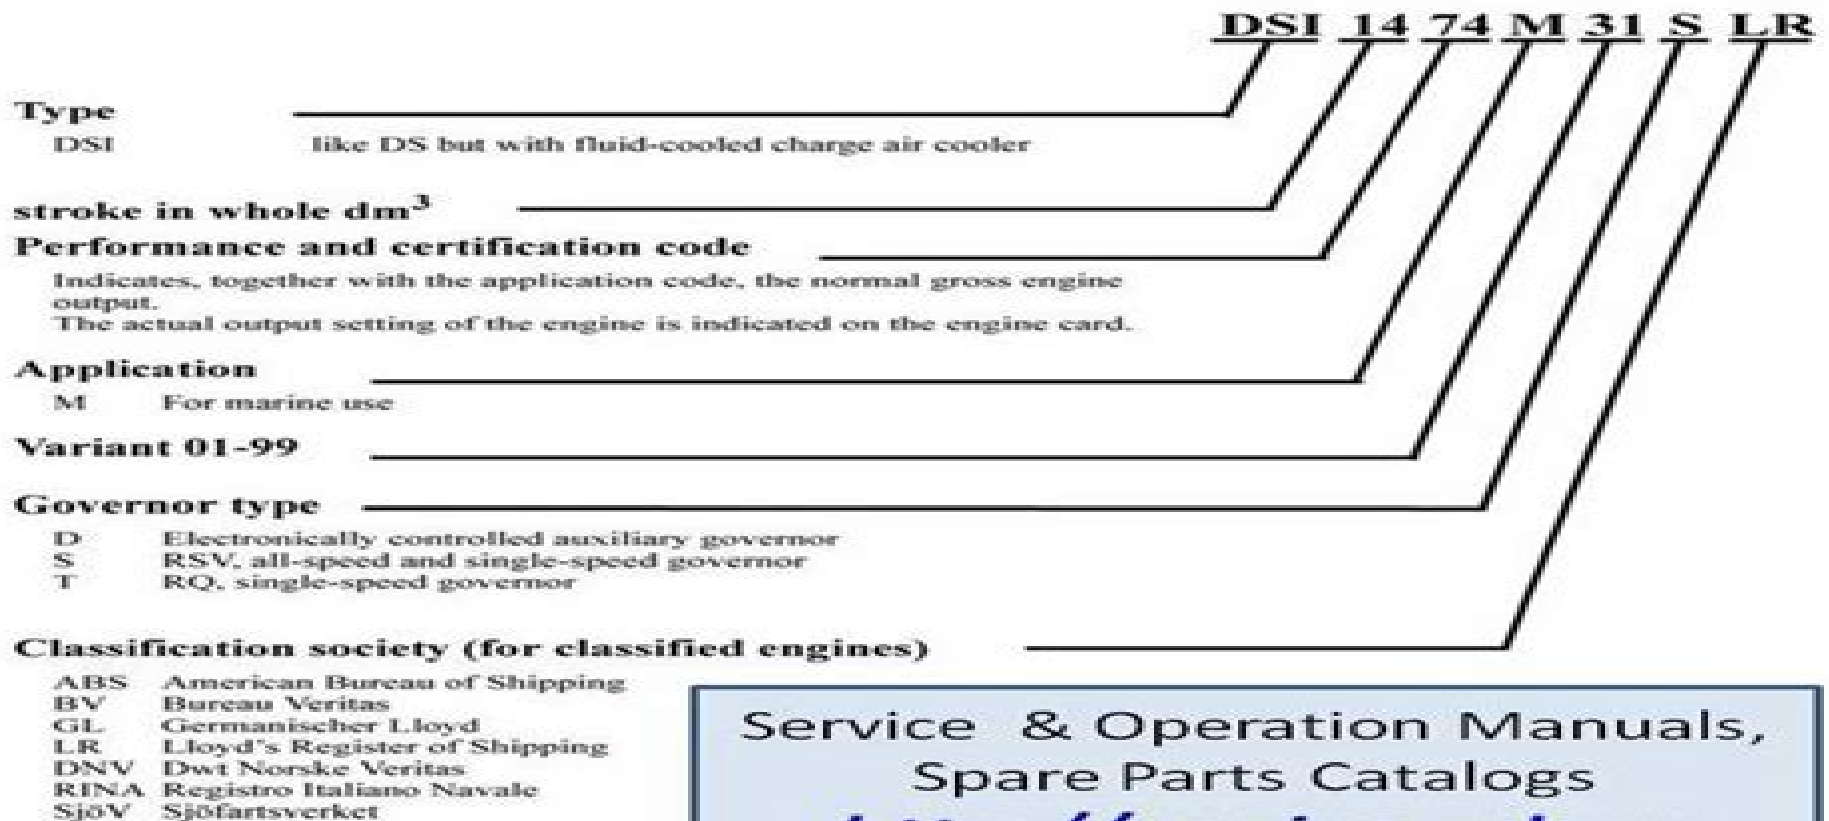 DSI 14 74 M 31 S LR
Type
DSI like DS but with fluid-cooled charge air cooler
stroke in whole dm³
Performance and certification code
Indicates, together with the application code, the normal gross engine
output.
The actual output setting of the engine is indicated on the engine card.
Application
M For marine use
Variant 01-99
Governor type
D Electronically controlled auxiliary governor
S RSV, all-speed and single-speed governor
T RQ, single-speed governor
Classification society (for classified engines)
ABS American Bureau of Shipping
BV Bureau Veritas
GL Germanischer Lloyd
LR Lloyd's Register of Shipping
DNV Dwt Norske Veritas
RINA Registro Italiano Navale
SjöV Sjöfartsverket
Service & Operation Manuals,
Spare Parts Catalogs